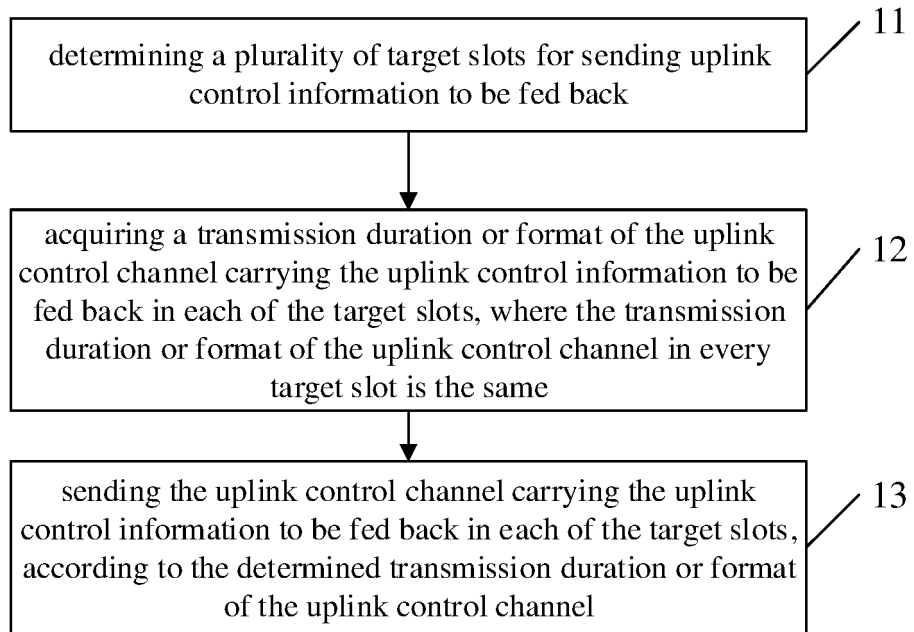 11
determining a plurality of target slots for sending uplink
control information to be fed back
12
acquiring a transmission duration or format of the uplink
control channel carrying the uplink control information to be
fed back in each of the target slots, where the transmission
duration or format of the uplink control channel in every
target slot is the same
13
sending the uplink control channel carrying the uplink
control information to be fed back in each of the target slots,
according to the determined transmission duration or format
of the uplink control channel